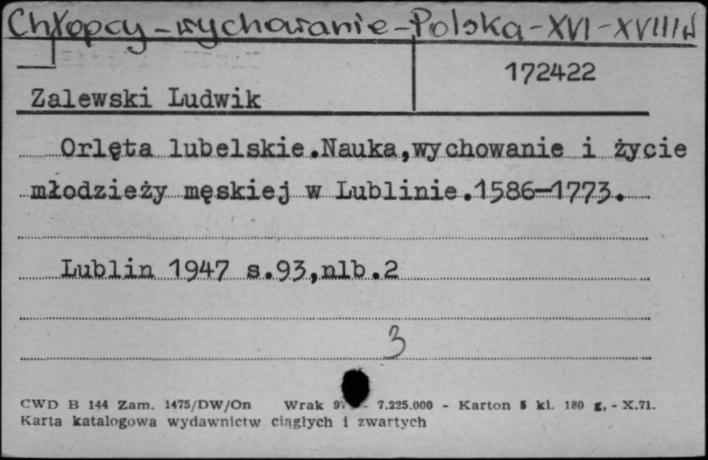 Chłopcy - wychowanie - Polska - XVI - XVIII w
172422
Zalewski Ludwik
Orlęta lubelskie.Nauka,wychowanie i życie
młodzieży męskiej w Lublinie.1586-1773.
Lublin 1947 s.93,nlb.2
3
CWD B 144 Zam. 1475/DW/On Wrak - 7.225.000 - Karton 5 kl. 180 g. - X.71.
Karta katalogowa wydawnictw ciągłych i zwartych